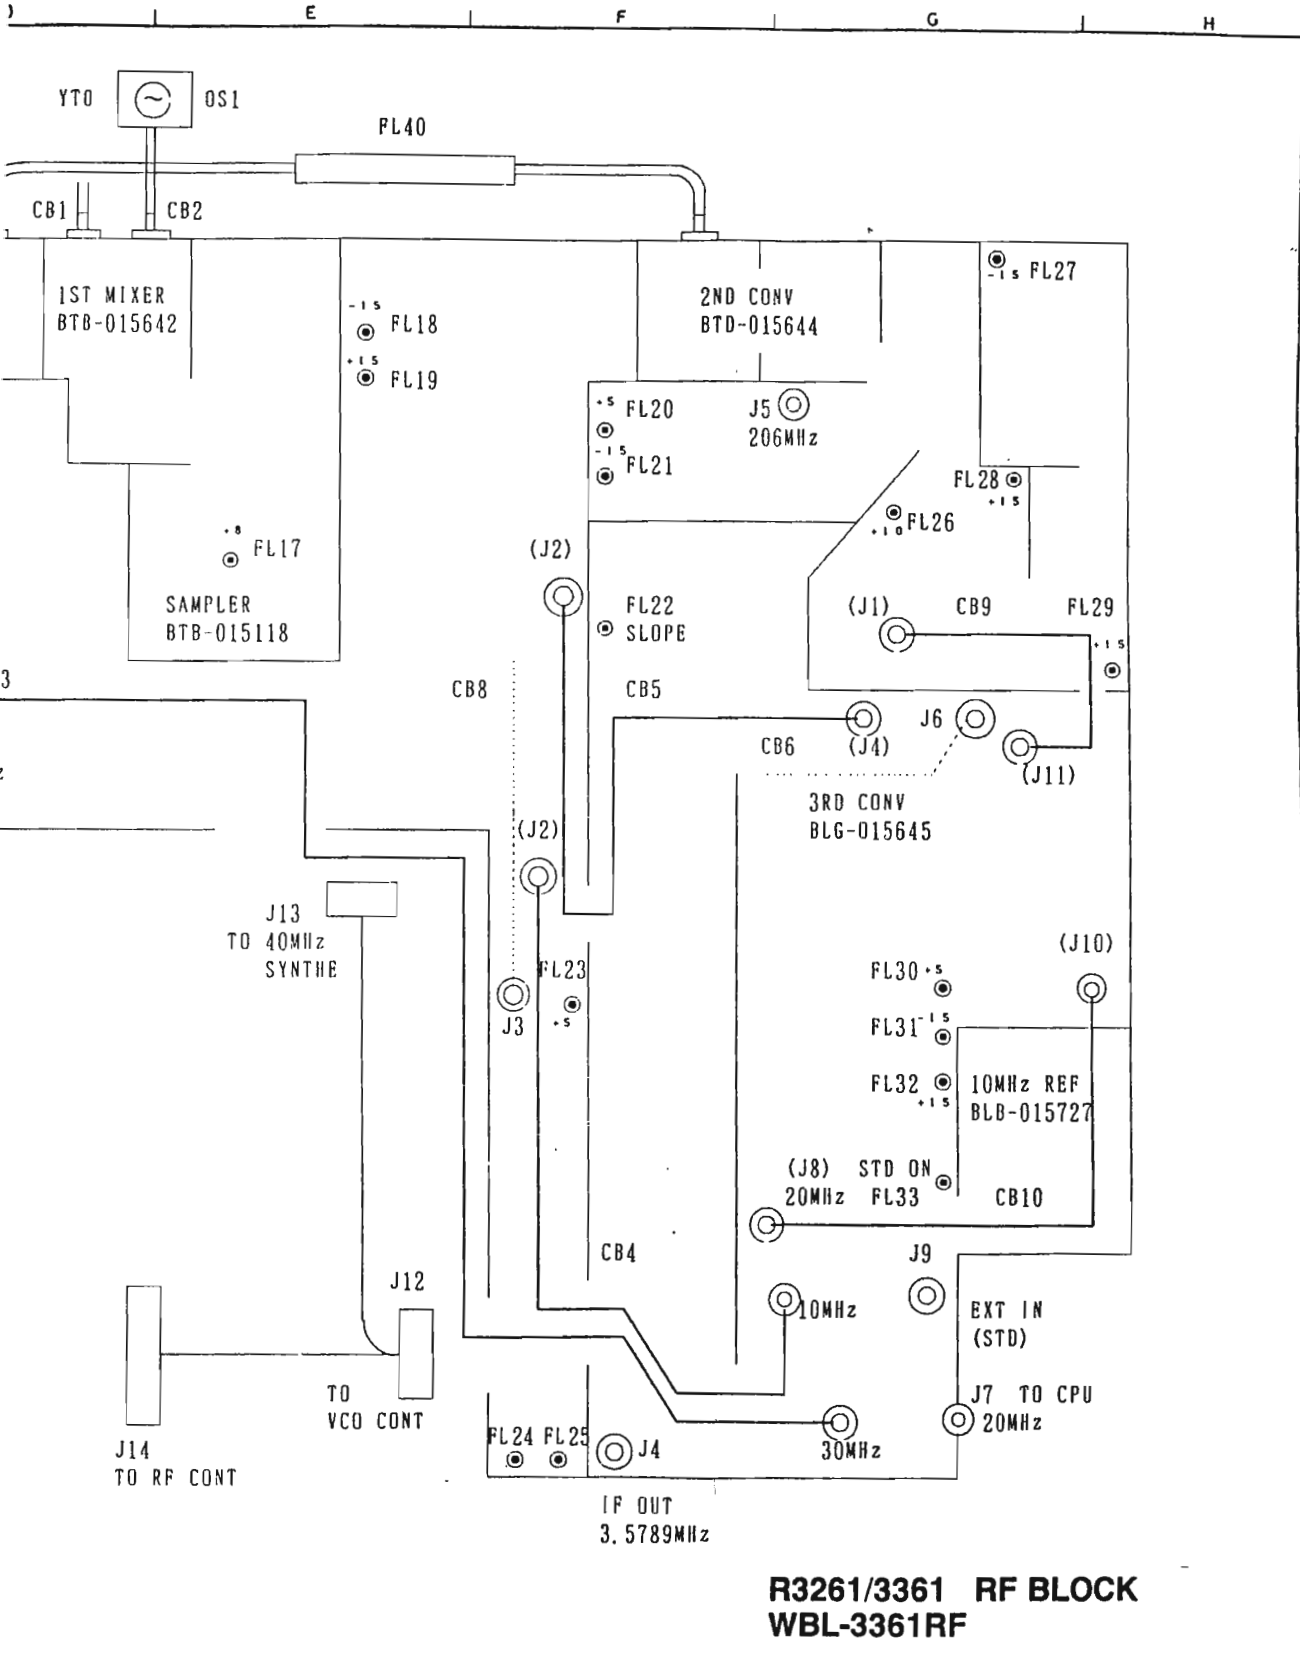 )
E
F
G
H
YTO
OS1
FL40
CB1
CB2
1ST MIXER
BTB-015642
-15
FL18
+15
FL19
2ND CONV
BTD-015644
-15 FL27
+5 FL20
-15
FL21
J5
206MHz
FL28
+15
FL26
+10
+8
FL17
SAMPLER
BTB-015118
(J2)
FL22
SLOPE
(J1)
CB9
FL29
+15
3
CB8
CB5
J6
CB6
(J4)
(J11)
3RD CONV
BLG-015645
(J2)
J13
TO 40MHz
SYNTHE
FL23
+5
J3
(J10)
FL30 +5
FL31 -15
FL32
+15
10MHz REF
BLB-015727
(J8)
20MHz
STD ON
FL33
CB10
CB4
J9
J12
10MHz
EXT IN
(STD)
TO
VCO CONT
J7 TO CPU
20MHz
J14
TO RF CONT
FL24 FL25
J4
30MHz
IF OUT
3.5789MHz
R3261/3361 RF BLOCK
WBL-3361RF